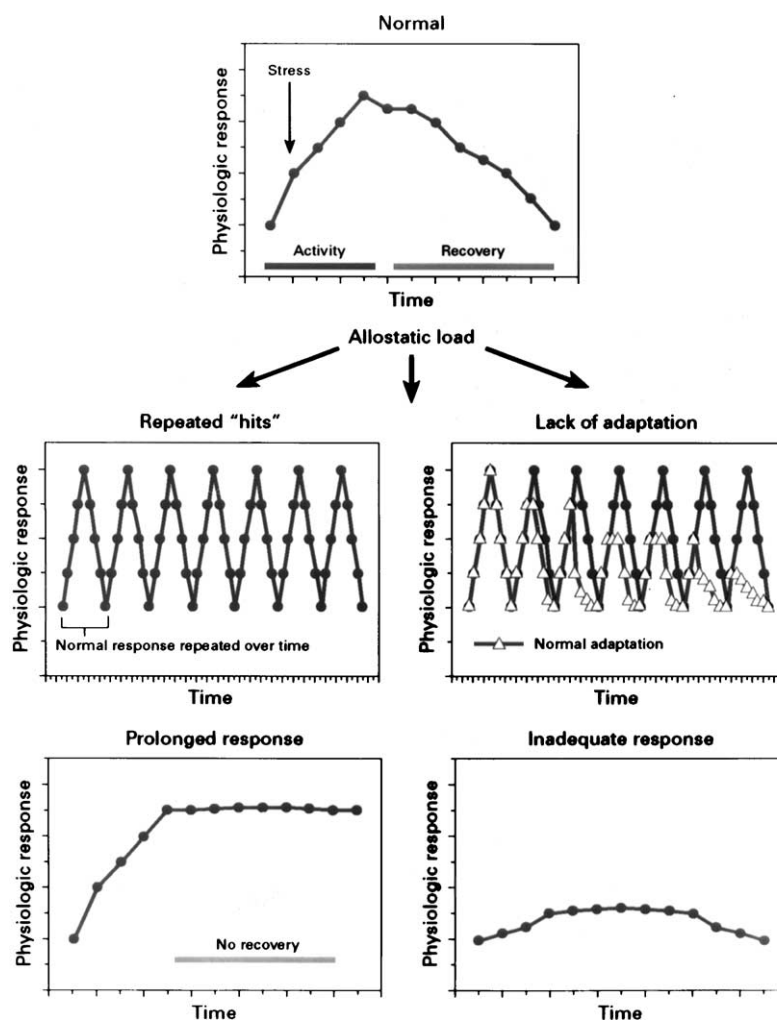 Normal
Physiologic response
Stress
Activity
Recovery
Time
Allostatic load
Repeated "hits"
Physiologic response
Normal response repeated over time
Time
Lack of adaptation
Physiologic response
Normal adaptation
Time
Prolonged response
Physiologic response
No recovery
Time
Inadequate response
Physiologic response
Time